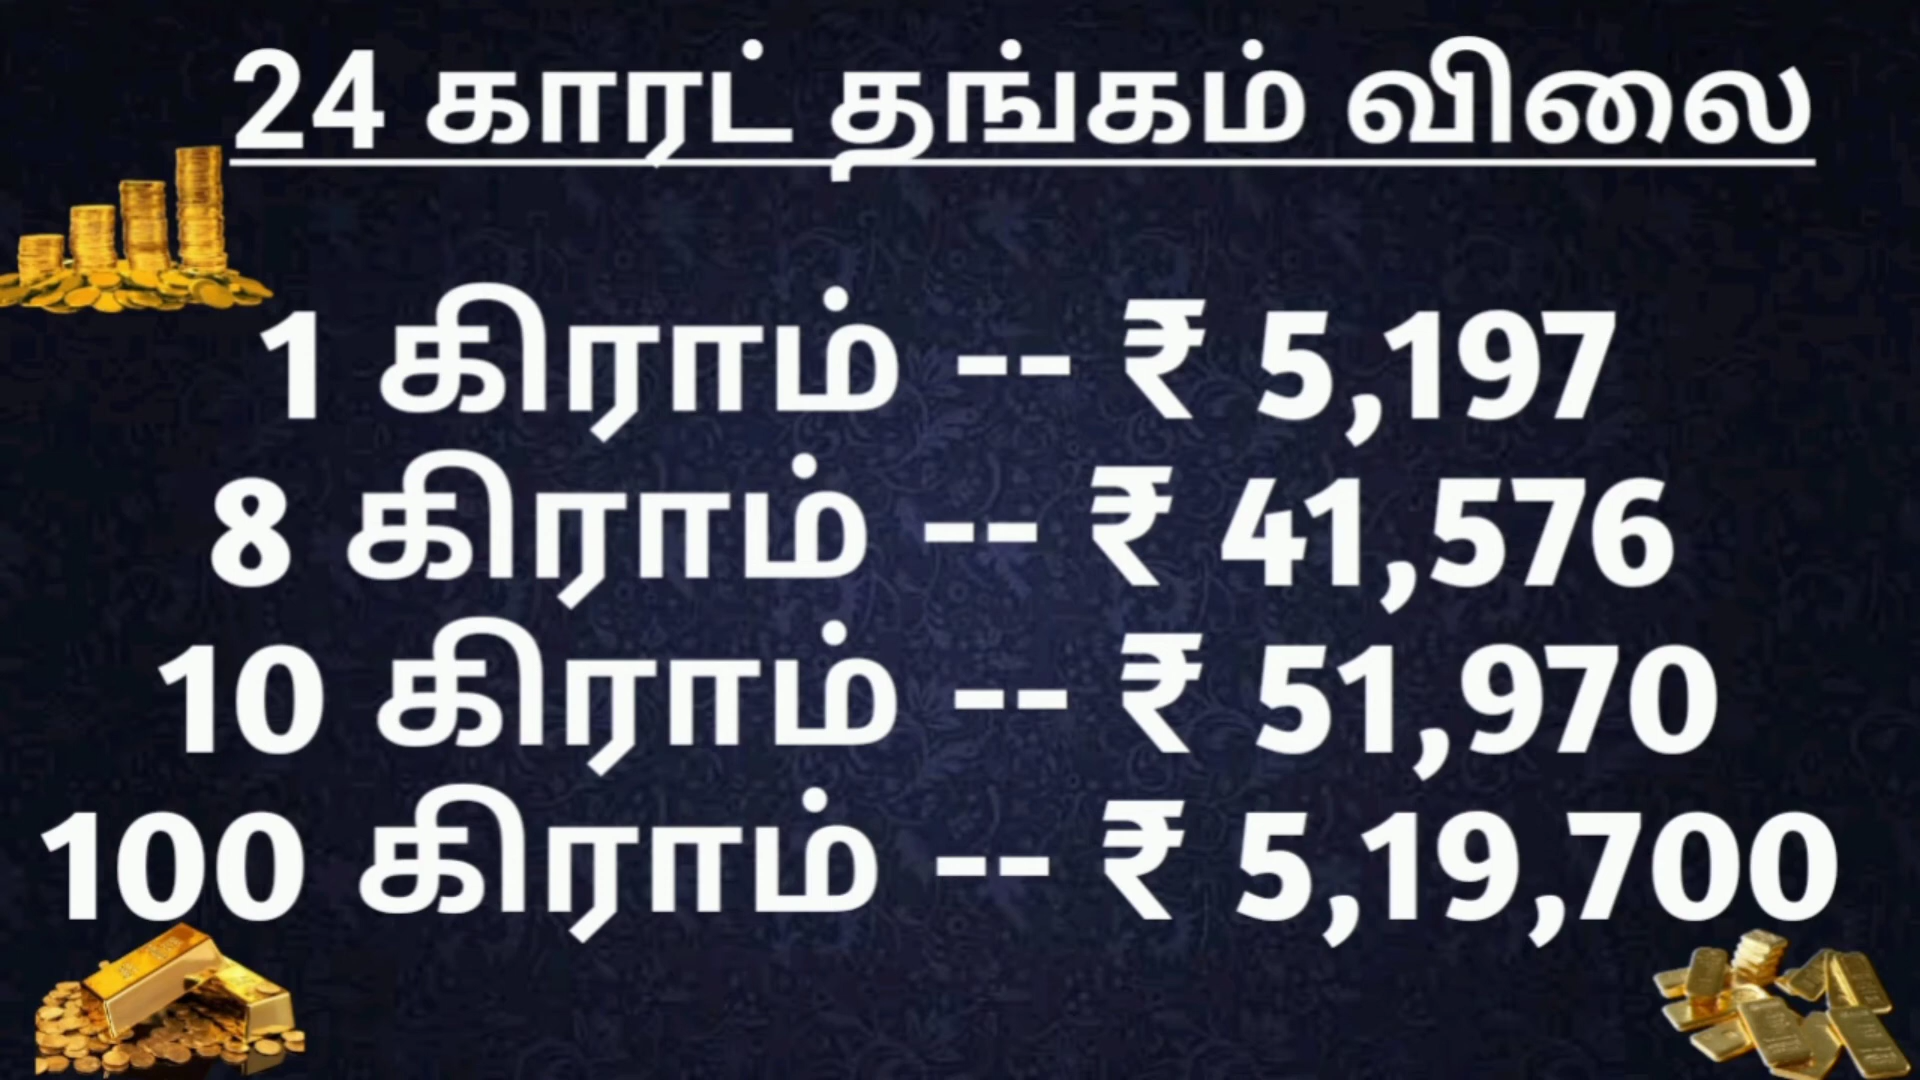 24 காரட் தங்கம் விலை
1 கிராம் -- ₹ 5,197
8 கிராம் -- ₹ 41,576
10 கிராம் -- ₹ 51,970
100 கிராம் -- ₹ 5,19,700